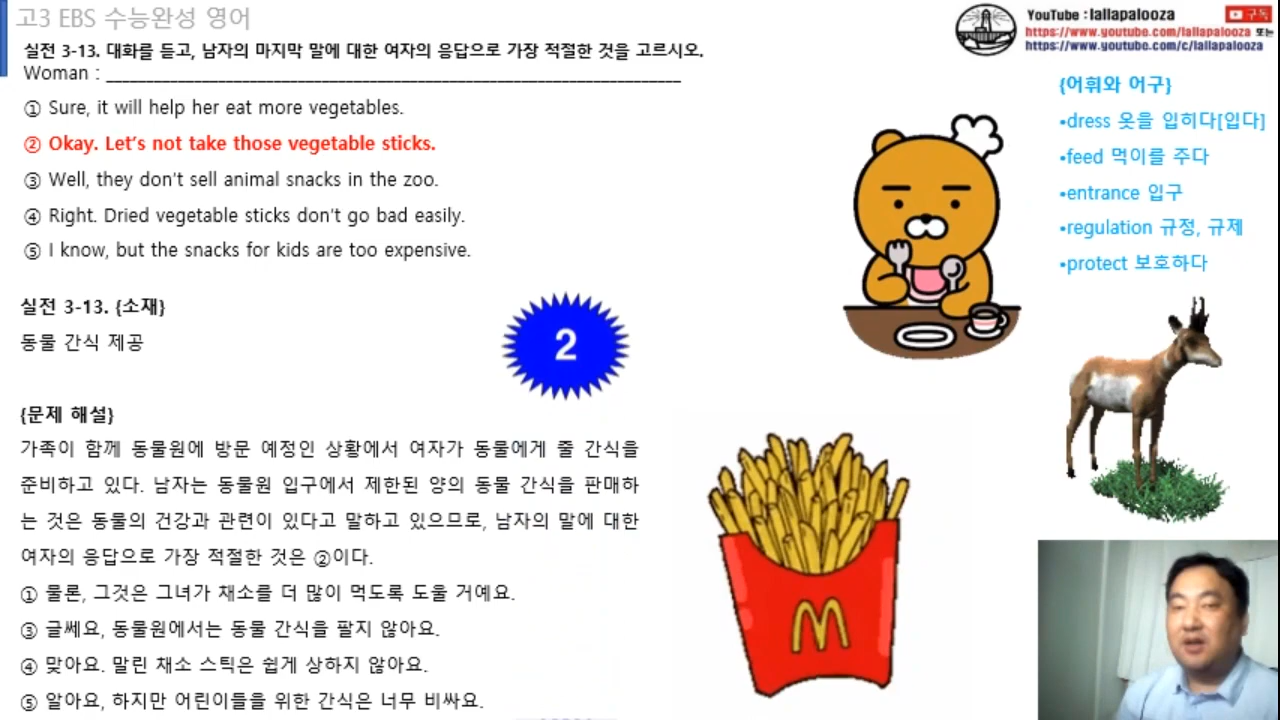 고3 EBS 수능완성 영어
YouTube : lallapalooza
구독
https://www.youtube.com/lallapalooza 또는
https://www.youtube.com/c/lallapalooza
실전 3-13. 대화를 듣고, 남자의 마지막 말에 대한 여자의 응답으로 가장 적절한 것을 고르시오.
Woman : ______________________________________________________________
① Sure, it will help her eat more vegetables.
② Okay. Let's not take those vegetable sticks.
③ Well, they don't sell animal snacks in the zoo.
④ Right. Dried vegetable sticks don't go bad easily.
⑤ I know, but the snacks for kids are too expensive.
{어휘와 어구}
•dress 옷을 입히다[입다]
•feed 먹이를 주다
•entrance 입구
•regulation 규정, 규제
•protect 보호하다
실전 3-13. {소재}
동물 간식 제공
2
{문제 해설}
가족이 함께 동물원에 방문 예정인 상황에서 여자가 동물에게 줄 간식을
준비하고 있다. 남자는 동물원 입구에서 제한된 양의 동물 간식을 판매하
는 것은 동물의 건강과 관련이 있다고 말하고 있으므로, 남자의 말에 대한
여자의 응답으로 가장 적절한 것은 ②이다.
① 물론, 그것은 그녀가 채소를 더 많이 먹도록 도울 거예요.
③ 글쎄요, 동물원에서는 동물 간식을 팔지 않아요.
④ 맞아요. 말린 채소 스틱은 쉽게 상하지 않아요.
⑤ 알아요, 하지만 어린이들을 위한 간식은 너무 비싸요.